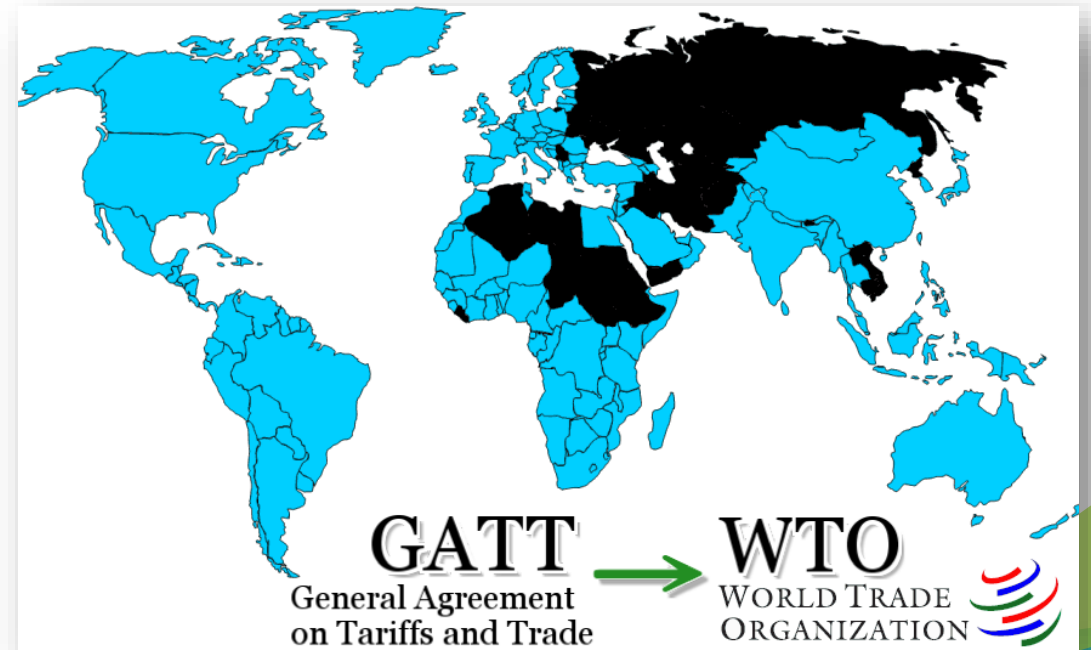 GATT
General Agreement
on Tariffs and Trade
WTO
WORLD TRADE
ORGANIZATION